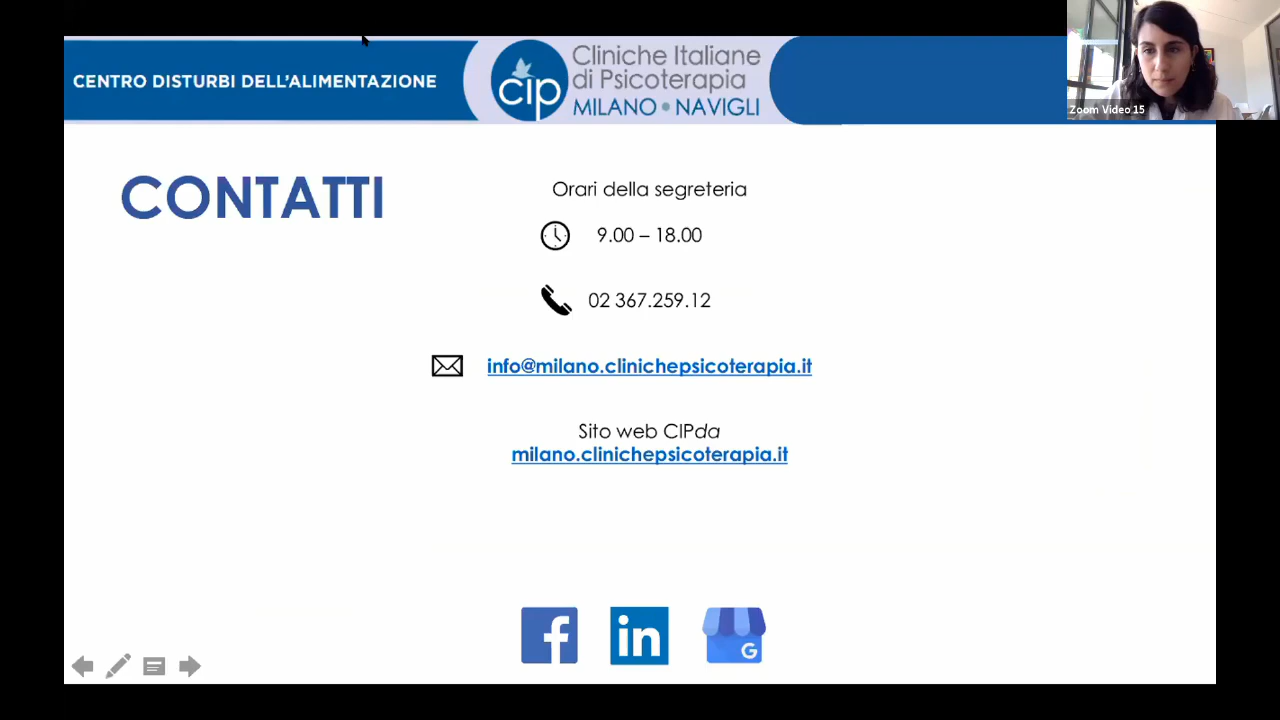 CENTRO DISTURBI DELL'ALIMENTAZIONE
cip
Cliniche Italiane
di Psicoterapia
MILANO • NAVIGLI
Zoom Video 15
CONTATTI
Orari della segreteria
9.00 – 18.00
02 367.259.12
info@milano.clinichepsicoterapia.it
Sito web CIPda
milano.clinichepsicoterapia.it
f
in
G